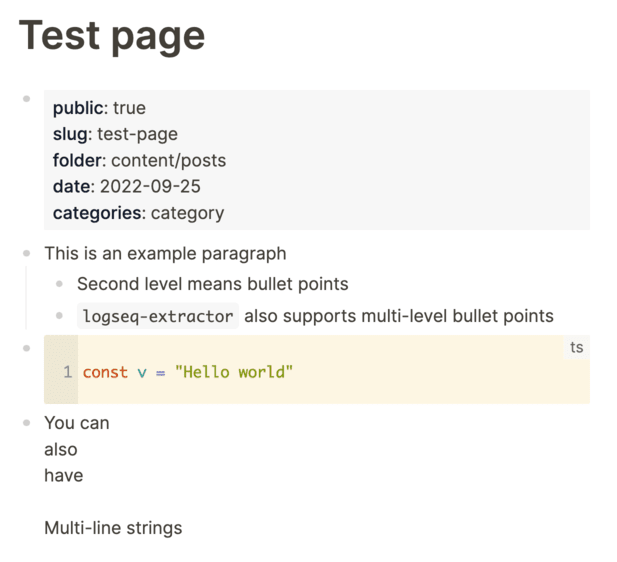 Test page
public: true
slug: test-page
folder: content/posts
date: 2022-09-25
categories: category
This is an example paragraph
Second level means bullet points
logseq-extractor also supports multi-level bullet points
ts
1 const v = "Hello world"
You can
also
have
Multi-line strings